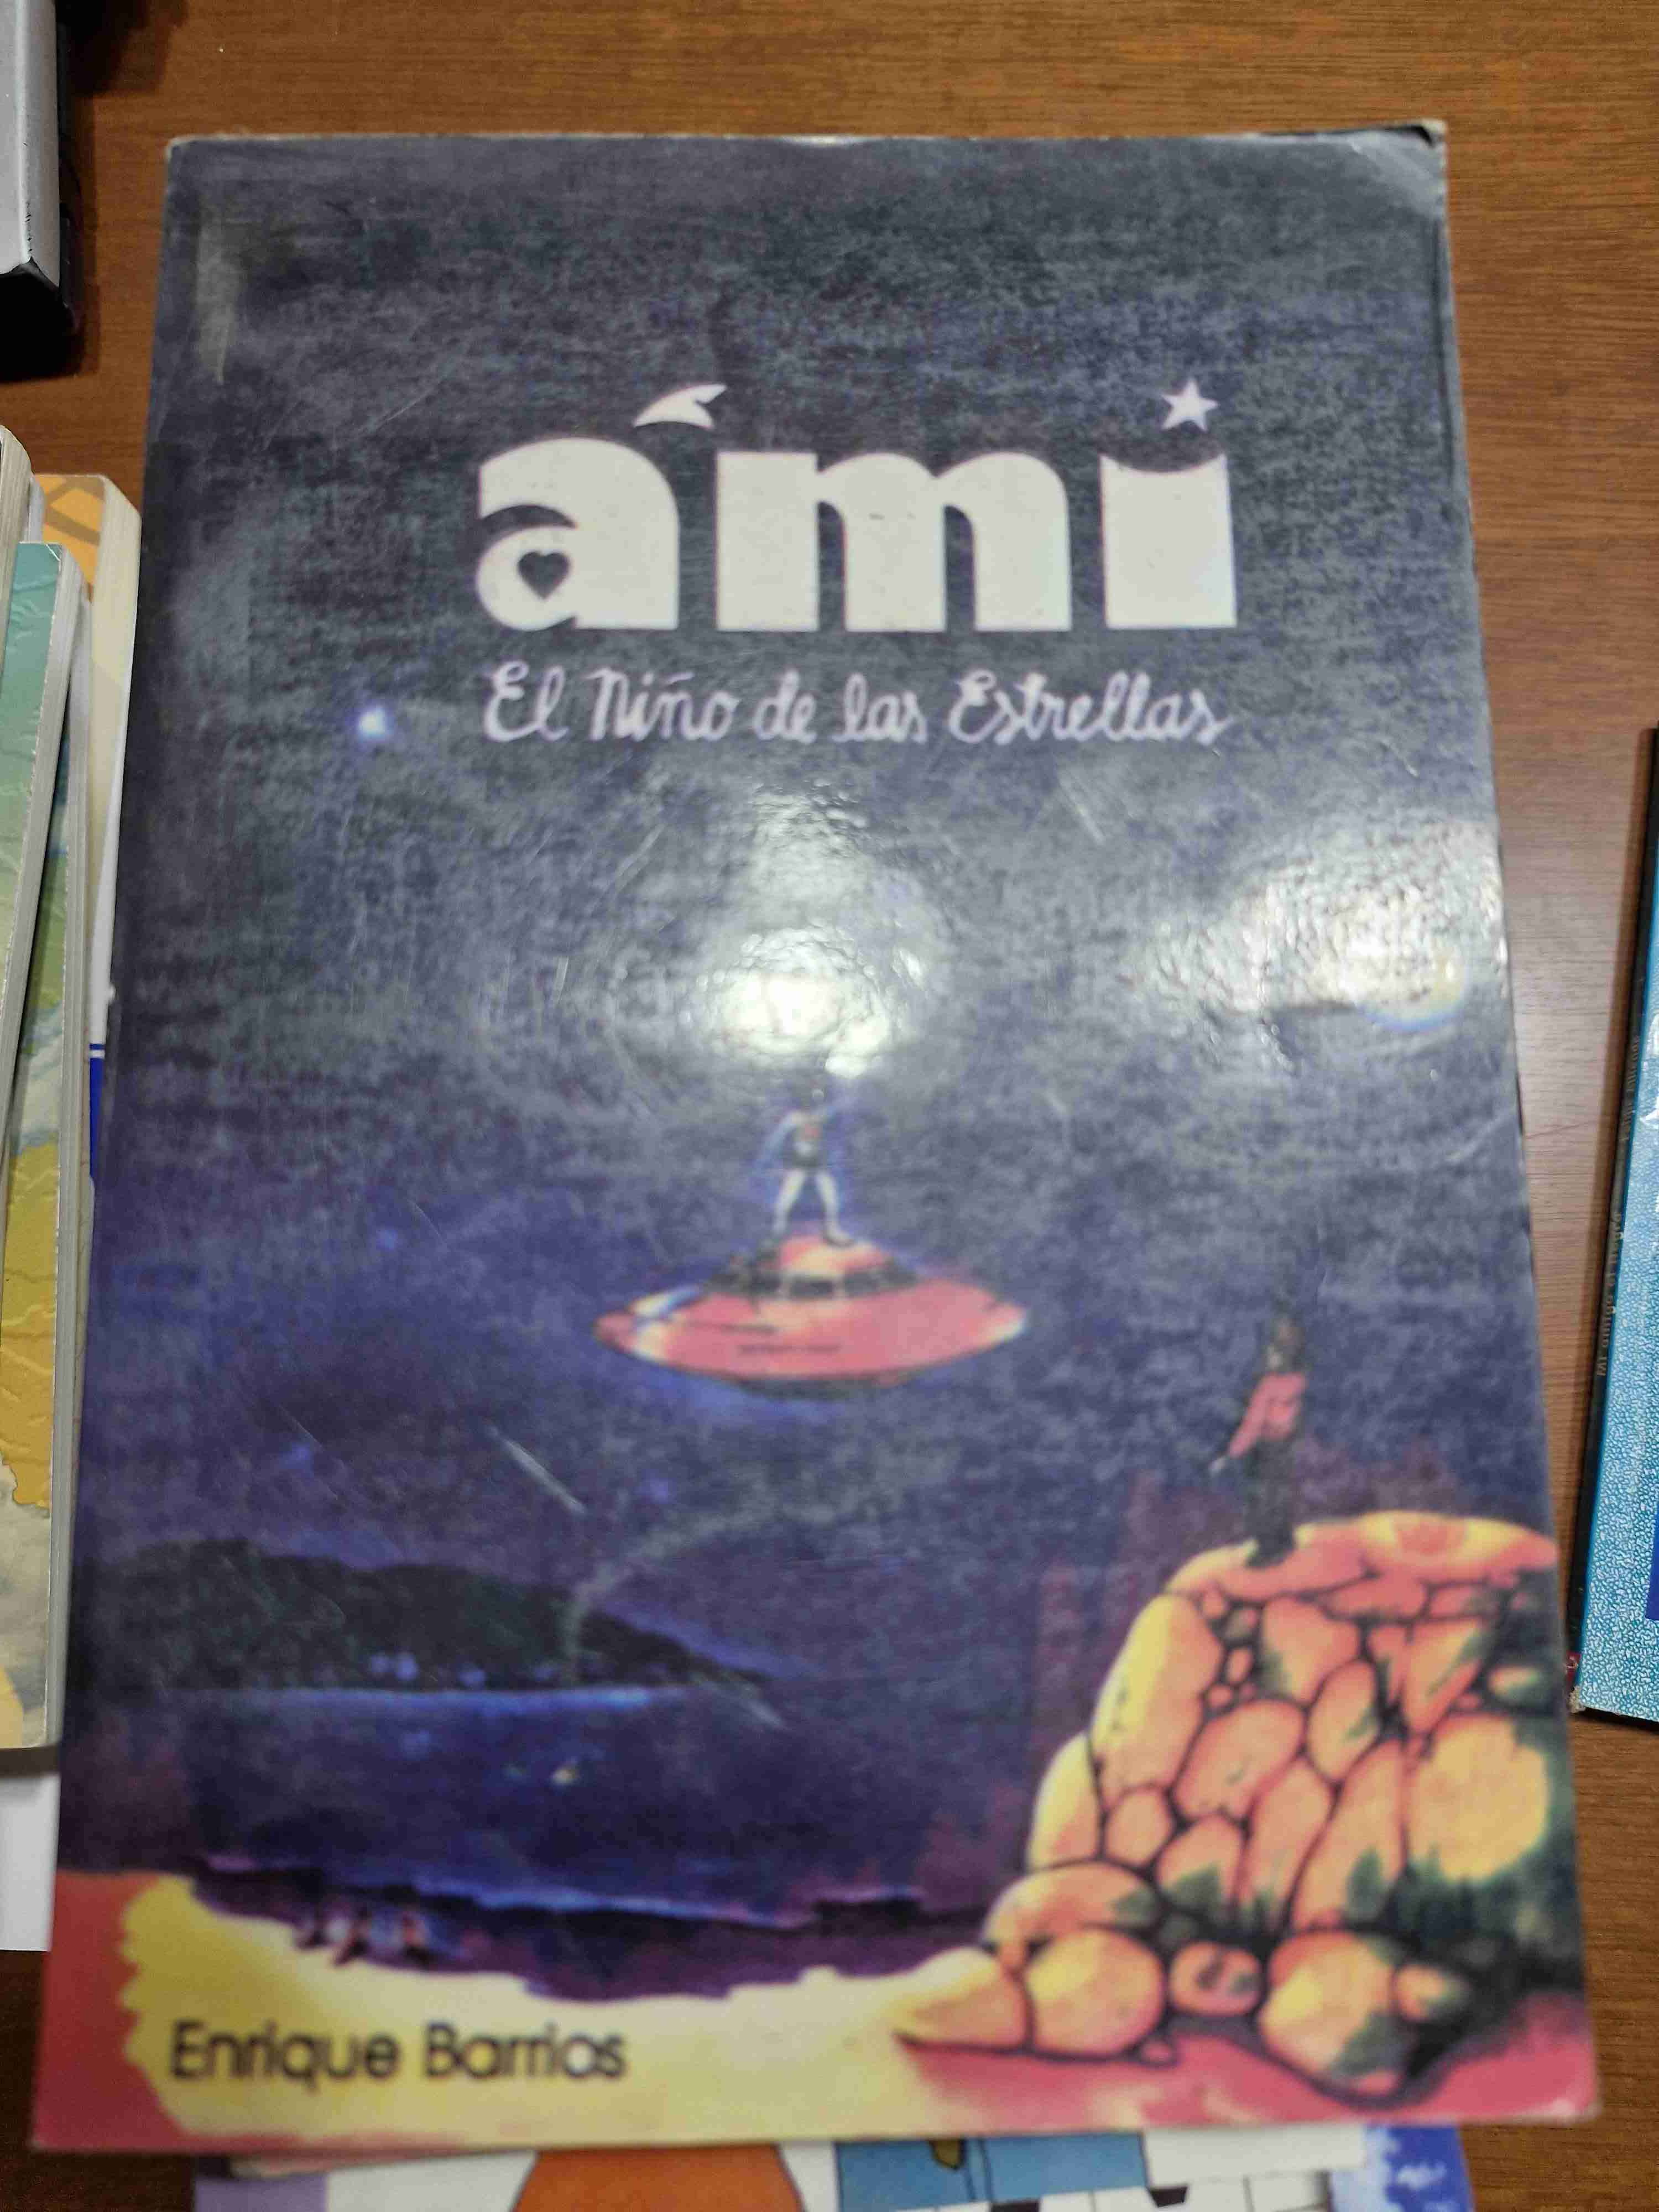 ámi
El Niño de las Estrellas
Enrique Barrios